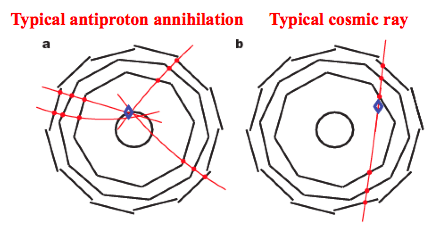 Typical antiproton annihilation
Typical cosmic ray
a
b